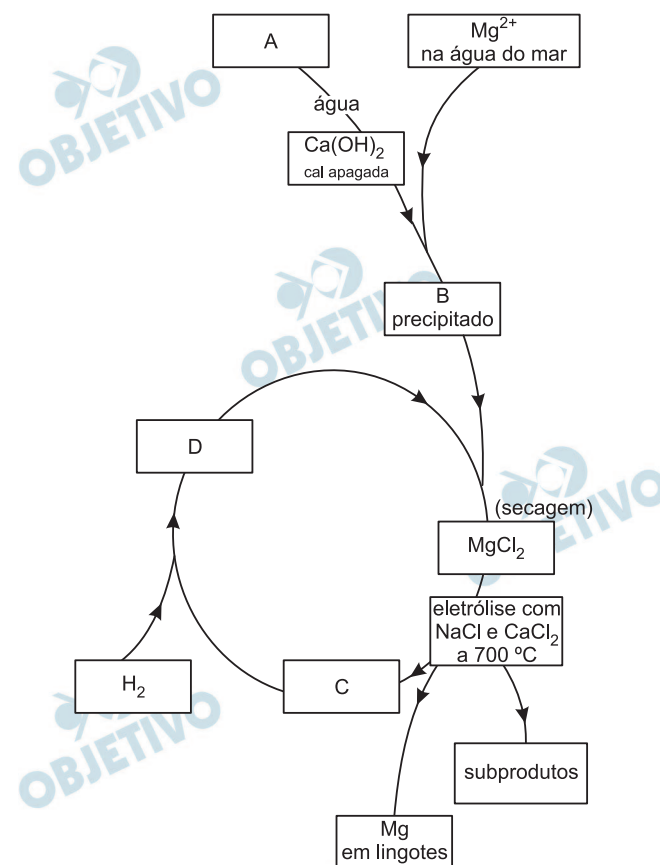 A
Mg²⁺
na água do mar
água
Ca(OH)₂
cal apagada
B
precipitado
D
(secagem)
MgCl₂
eletrólise com
NaCl e CaCl₂
a 700 ºC
H₂
C
subprodutos
Mg
em lingotes
OBJETIVO
OBJETIVO
OBJETIVO
OBJETIVO